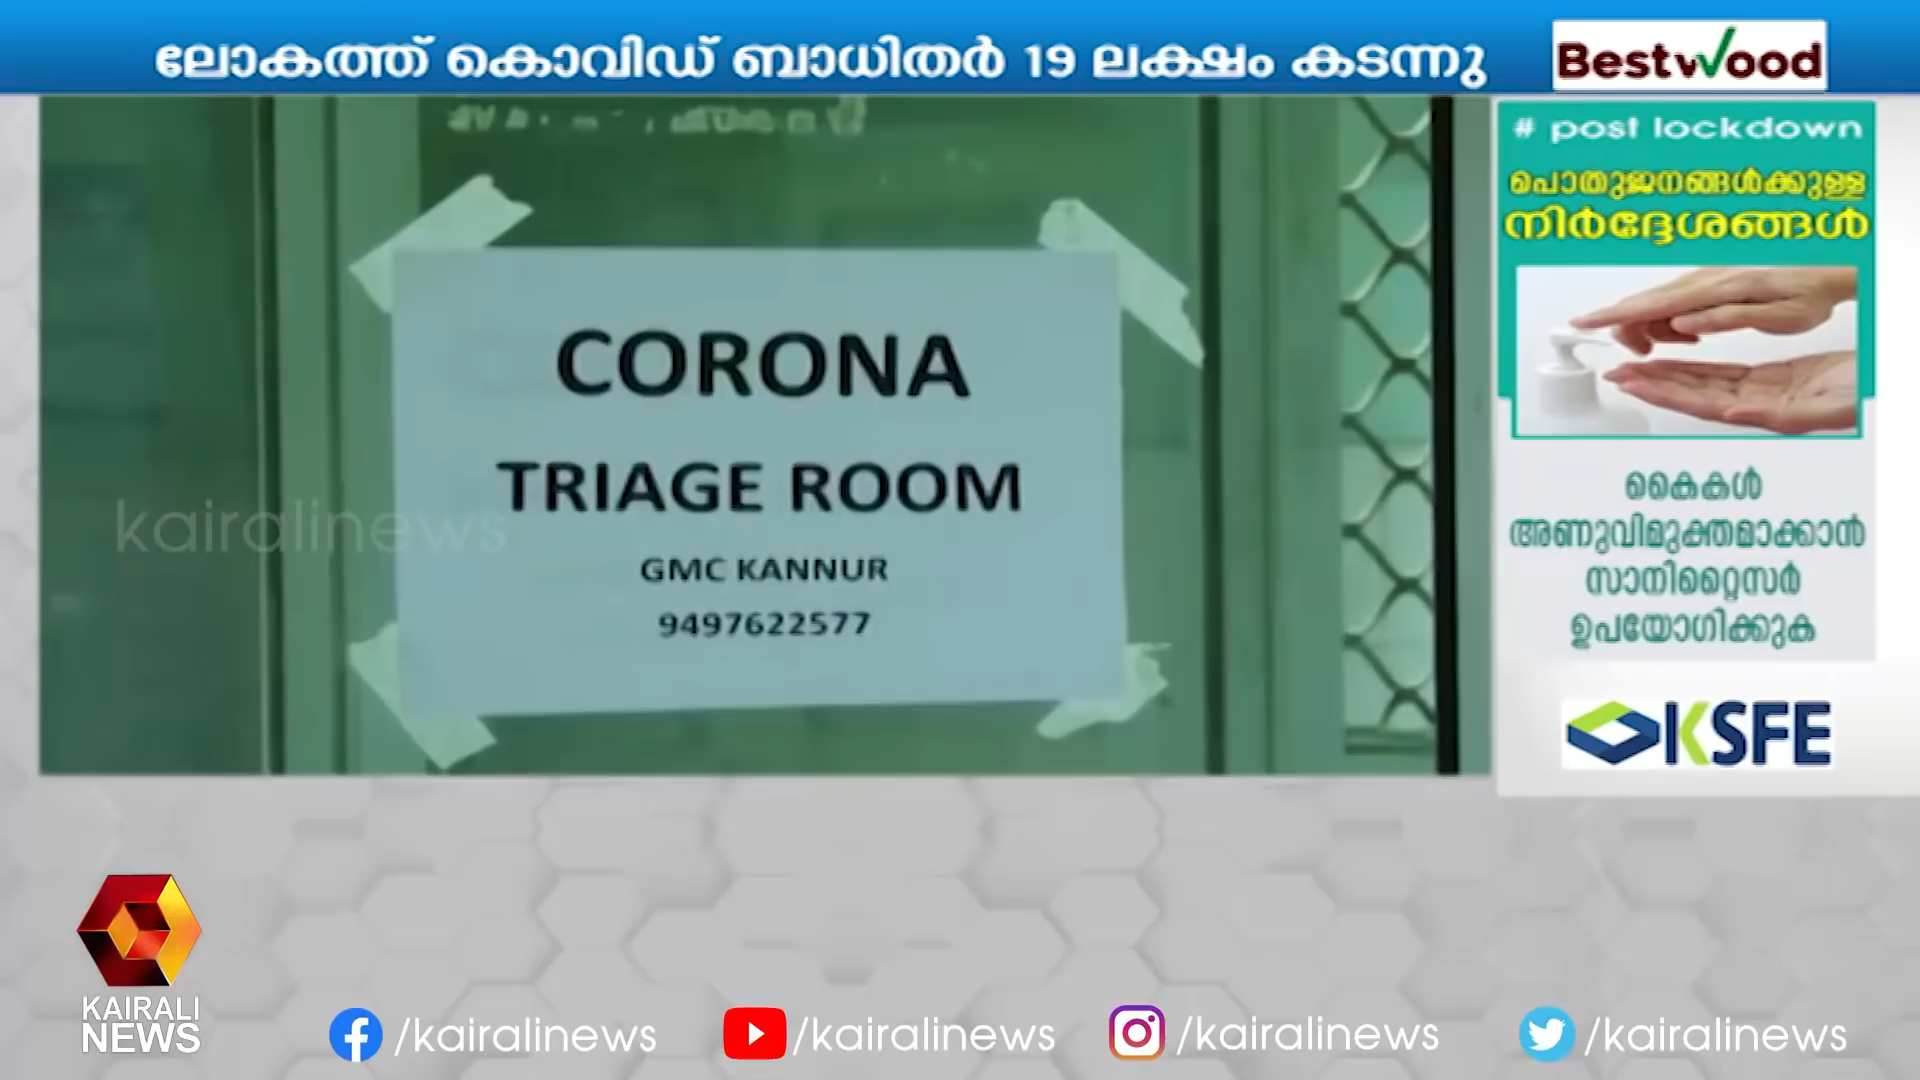 ലോകത്ത് കൊവിഡ് ബാധിതർ 19 ലക്ഷം കടന്നു
Bestwood
# post lockdown
പൊതുജനങ്ങൾക്കുള്ള
നിർദ്ദേശങ്ങൾ
CORONA
TRIAGE ROOM
GMC KANNUR
9497622577
kairalinews
കൈകൾ
അണുവിമുക്തമാക്കാൻ
സാനിറ്റൈസർ
ഉപയോഗിക്കുക
KSFE
KAIRALI
NEWS
/kairalinews
/kairalinews
/kairalinews
/kairalinews